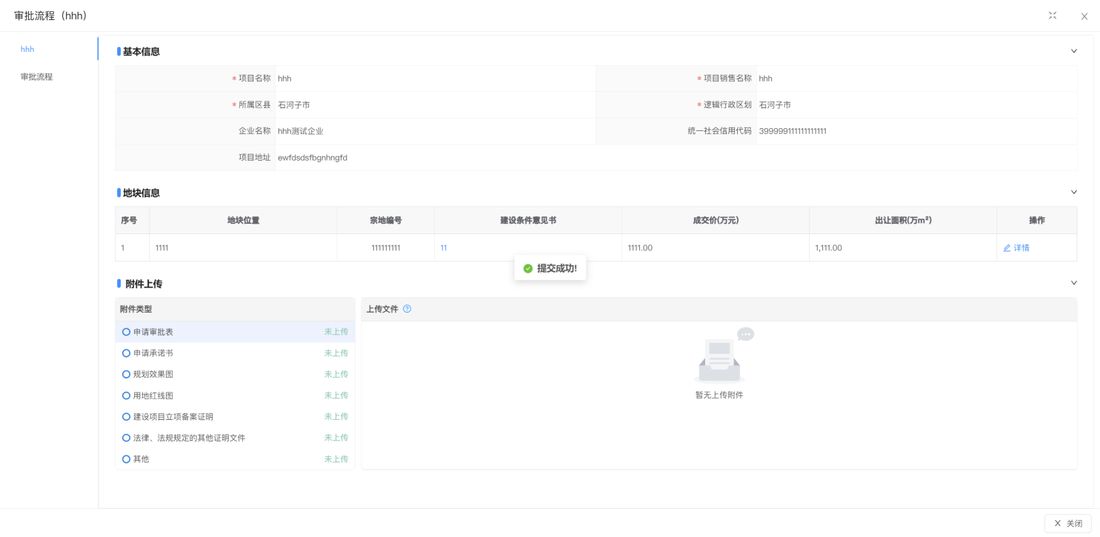 审批流程（hhh）
hhh
审批流程
基本信息
* 项目名称 hhh * 项目销售名称 hhh
* 所属区县 石河子市 * 逻辑行政区划 石河子市
企业名称 hhh测试企业 统一社会信用代码 399999111111111111
项目地址 ewfdsdsfbgnhngfd
地块信息
序号 地块位置 宗地编号 建设条件意见书 成交价(万元) 出让面积(万m²) 操作
1 1111 111111111 11 1111.00 1,111.00 详情
提交成功!
附件上传
附件类型 上传文件
申请审批表 未上传
申请承诺书 未上传
规划效果图 未上传
用地红线图 未上传
建设项目立项备案证明 未上传
法律、法规规定的其他证明文件 未上传
其他 未上传
暂无上传附件
关闭